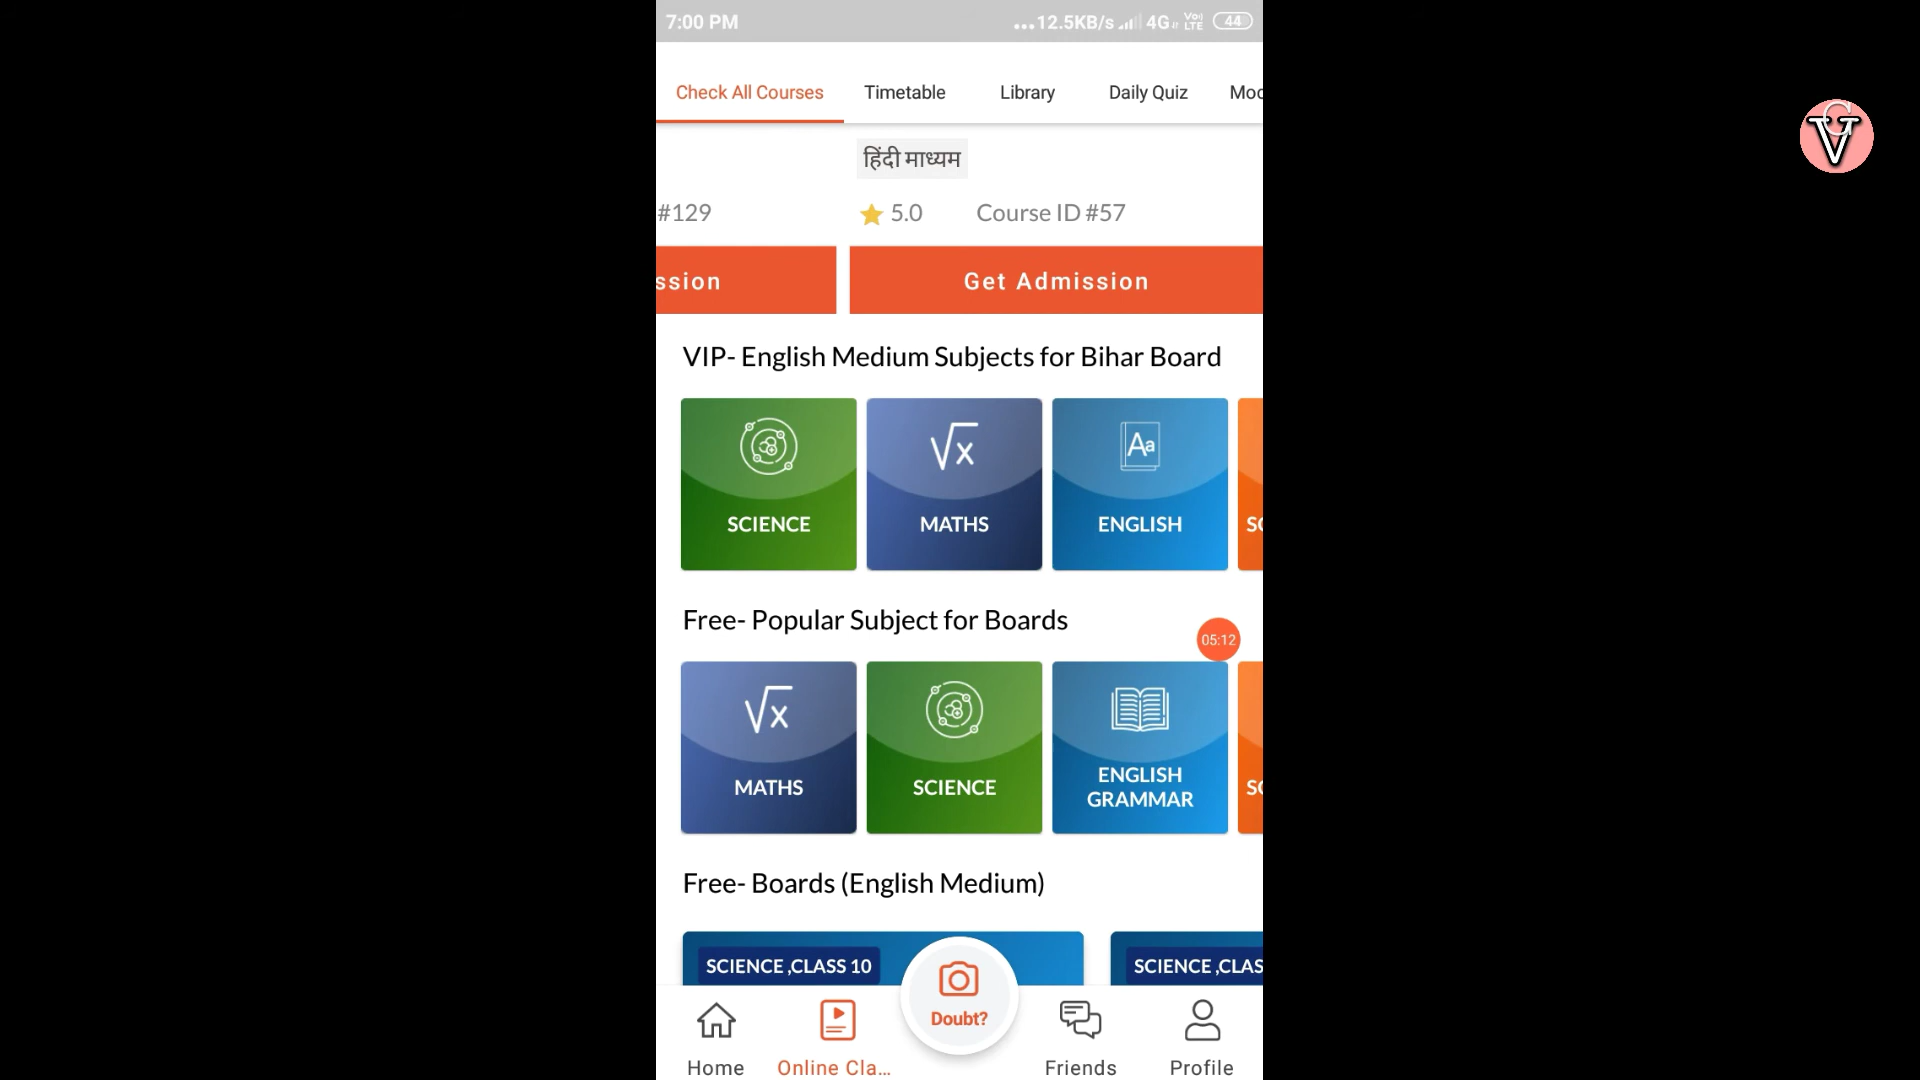 7:00 PM
...12.5KB/s 4G Vo) LTE 44
Check All Courses Timetable Library Daily Quiz
हिंदी माध्यम
#129 5.0 Course ID #57
ssion Get Admission
VIP- English Medium Subjects for Bihar Board
SCIENCE MATHS √x ENGLISH Aa
Free- Popular Subject for Boards
05:12
√x MATHS SCIENCE ENGLISH
GRAMMAR
Free- Boards (English Medium)
SCIENCE ,CLASS 10 SCIENCE ,CLAS
Doubt?
Home Online Cla... Friends Profile